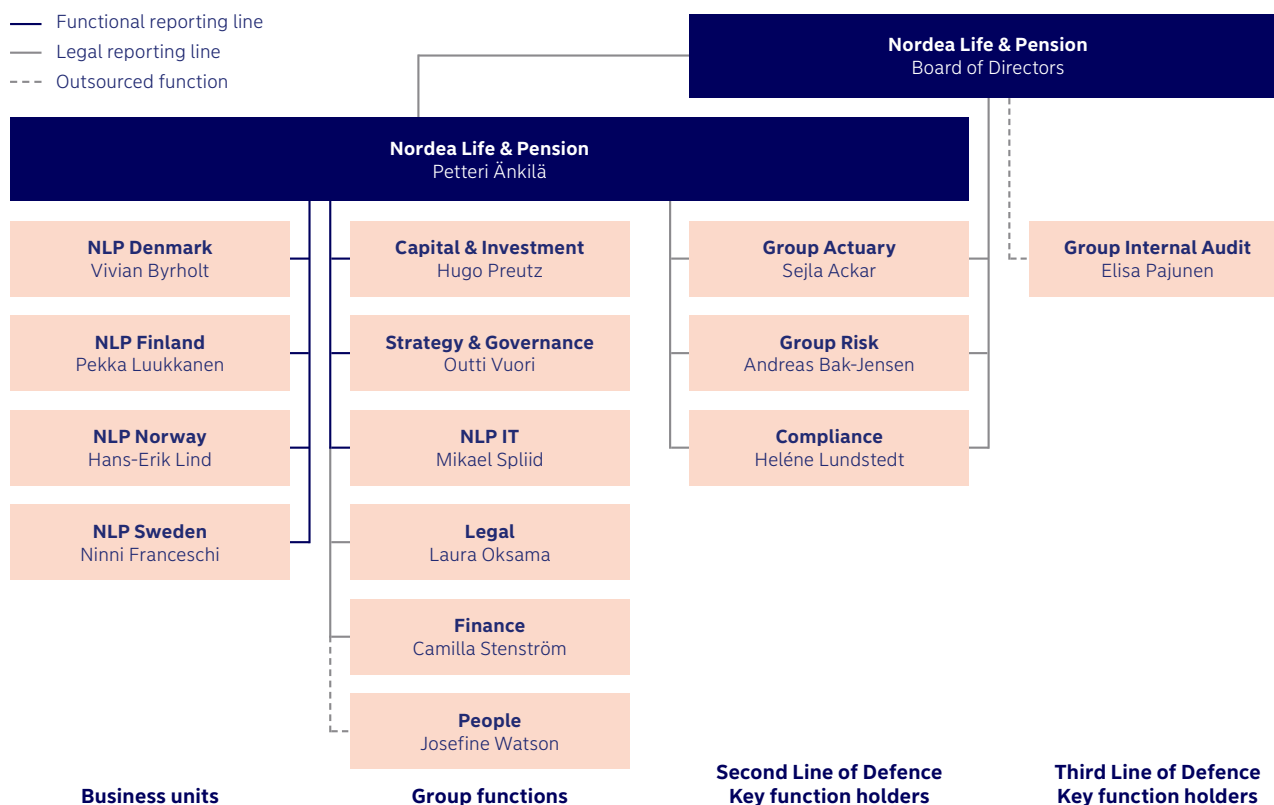 Functional reporting line
Legal reporting line
Outsourced function
Nordea Life & Pension
Board of Directors
Nordea Life & Pension
Petteri Änkilä
NLP Denmark
Vivian Byrholt
NLP Finland
Pekka Luukkanen
NLP Norway
Hans-Erik Lind
NLP Sweden
Ninni Franceschi
Business units
Capital & Investment
Hugo Preutz
Strategy & Governance
Outti Vuori
NLP IT
Mikael Spliid
Legal
Laura Oksama
Finance
Camilla Stenström
People
Josefine Watson
Group functions
Group Actuary
Sejla Ackar
Group Risk
Andreas Bak-Jensen
Compliance
Heléne Lundstedt
Second Line of Defence
Key function holders
Group Internal Audit
Elisa Pajunen
Third Line of Defence
Key function holders